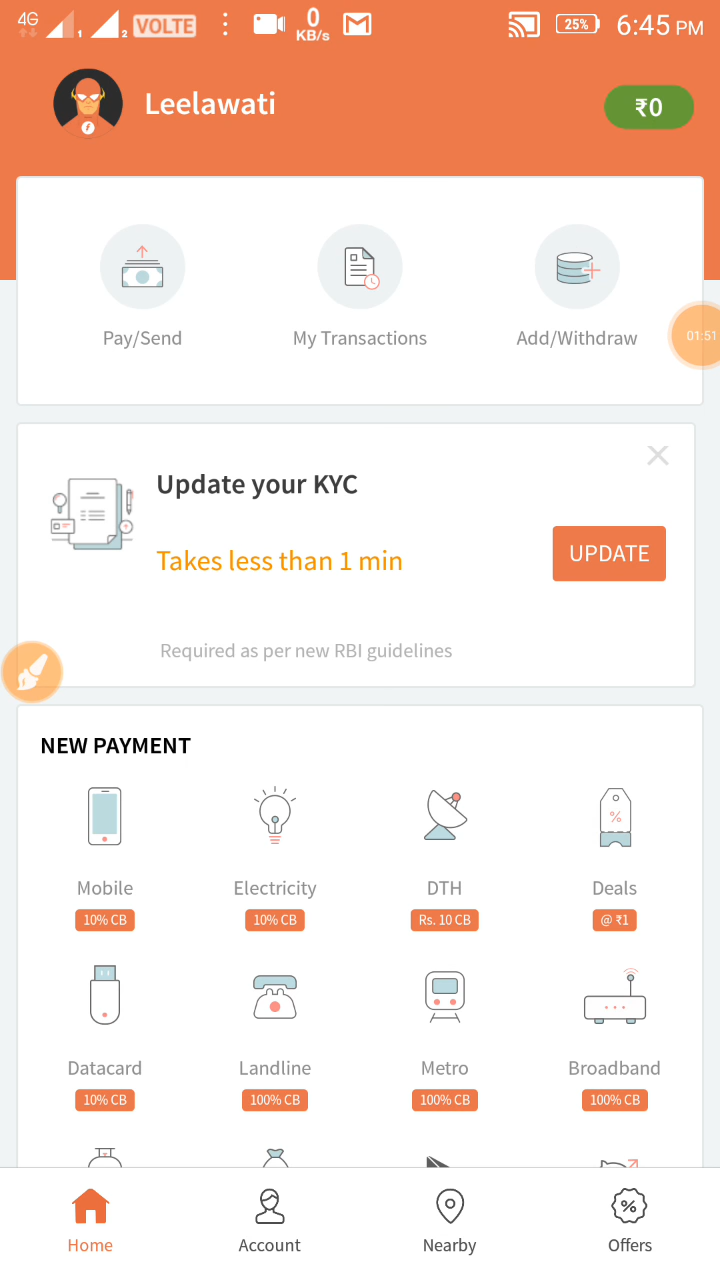 4G 1 2 VOLTE 0 KB/s 25% 6:45 PM
Leelawati ₹0
Pay/Send My Transactions Add/Withdraw
01:51
Update your KYC
Takes less than 1 min
UPDATE
Required as per new RBI guidelines
NEW PAYMENT
Mobile Electricity DTH Deals
10% CB 10% CB Rs. 10 CB @ ₹1
Datacard Landline Metro Broadband
10% CB 100% CB 100% CB 100% CB
Home Account Nearby Offers